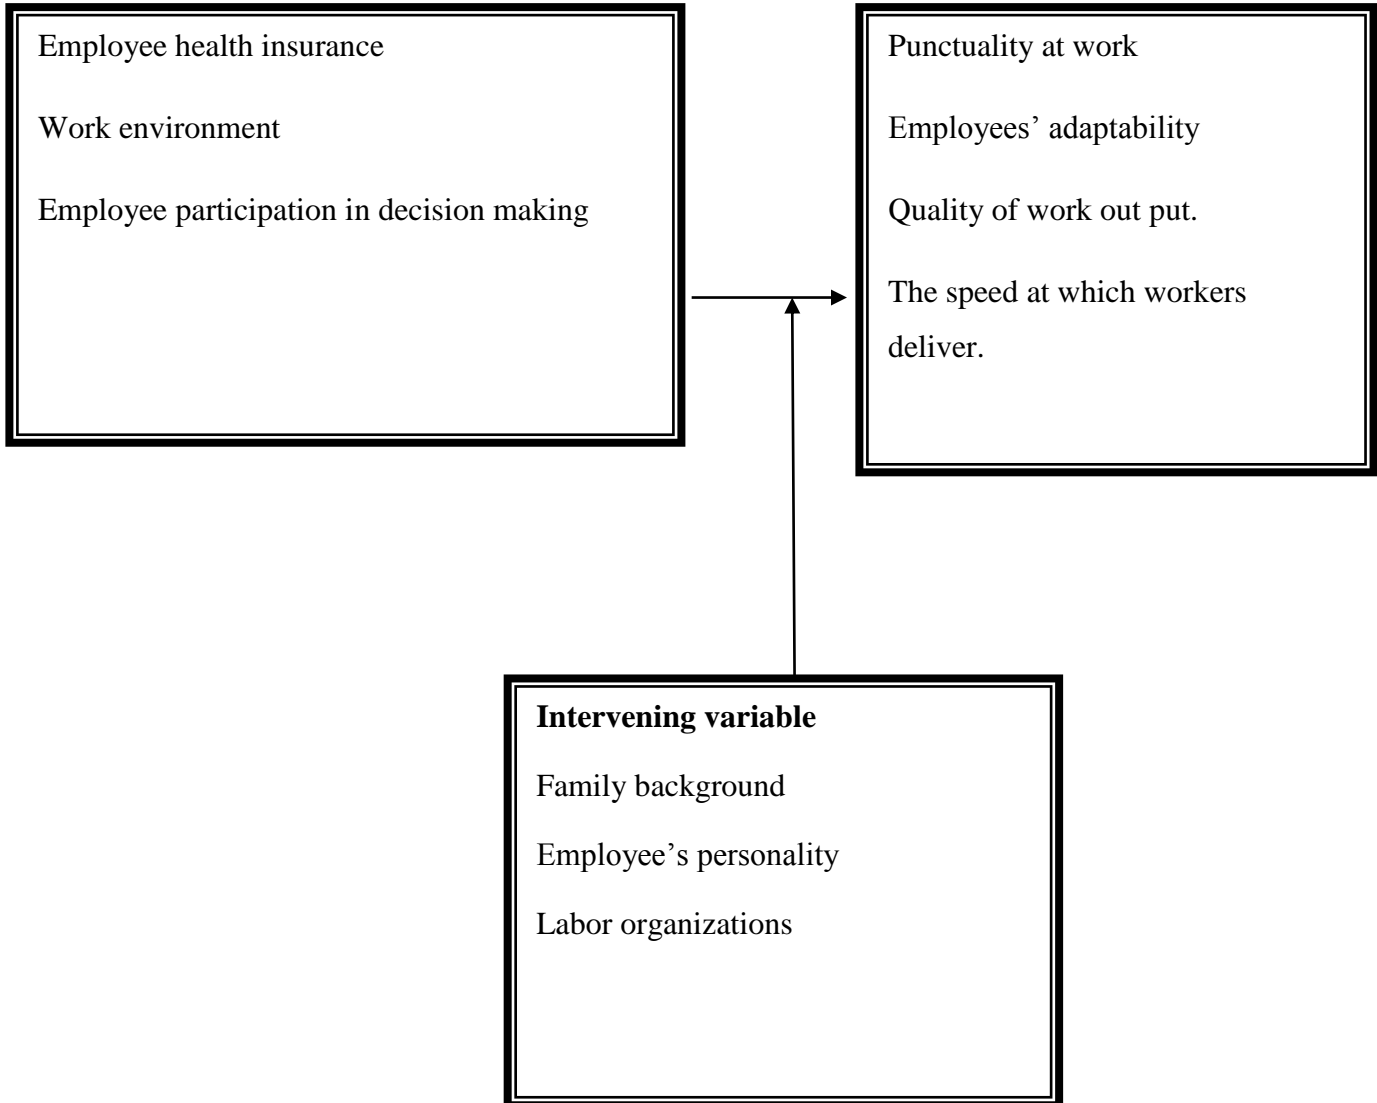 Employee health insurance
Work environment
Employee participation in decision making
Punctuality at work
Employees’ adaptability
Quality of work out put.
The speed at which workers
deliver.
Intervening variable
Family background
Employee’s personality
Labor organizations